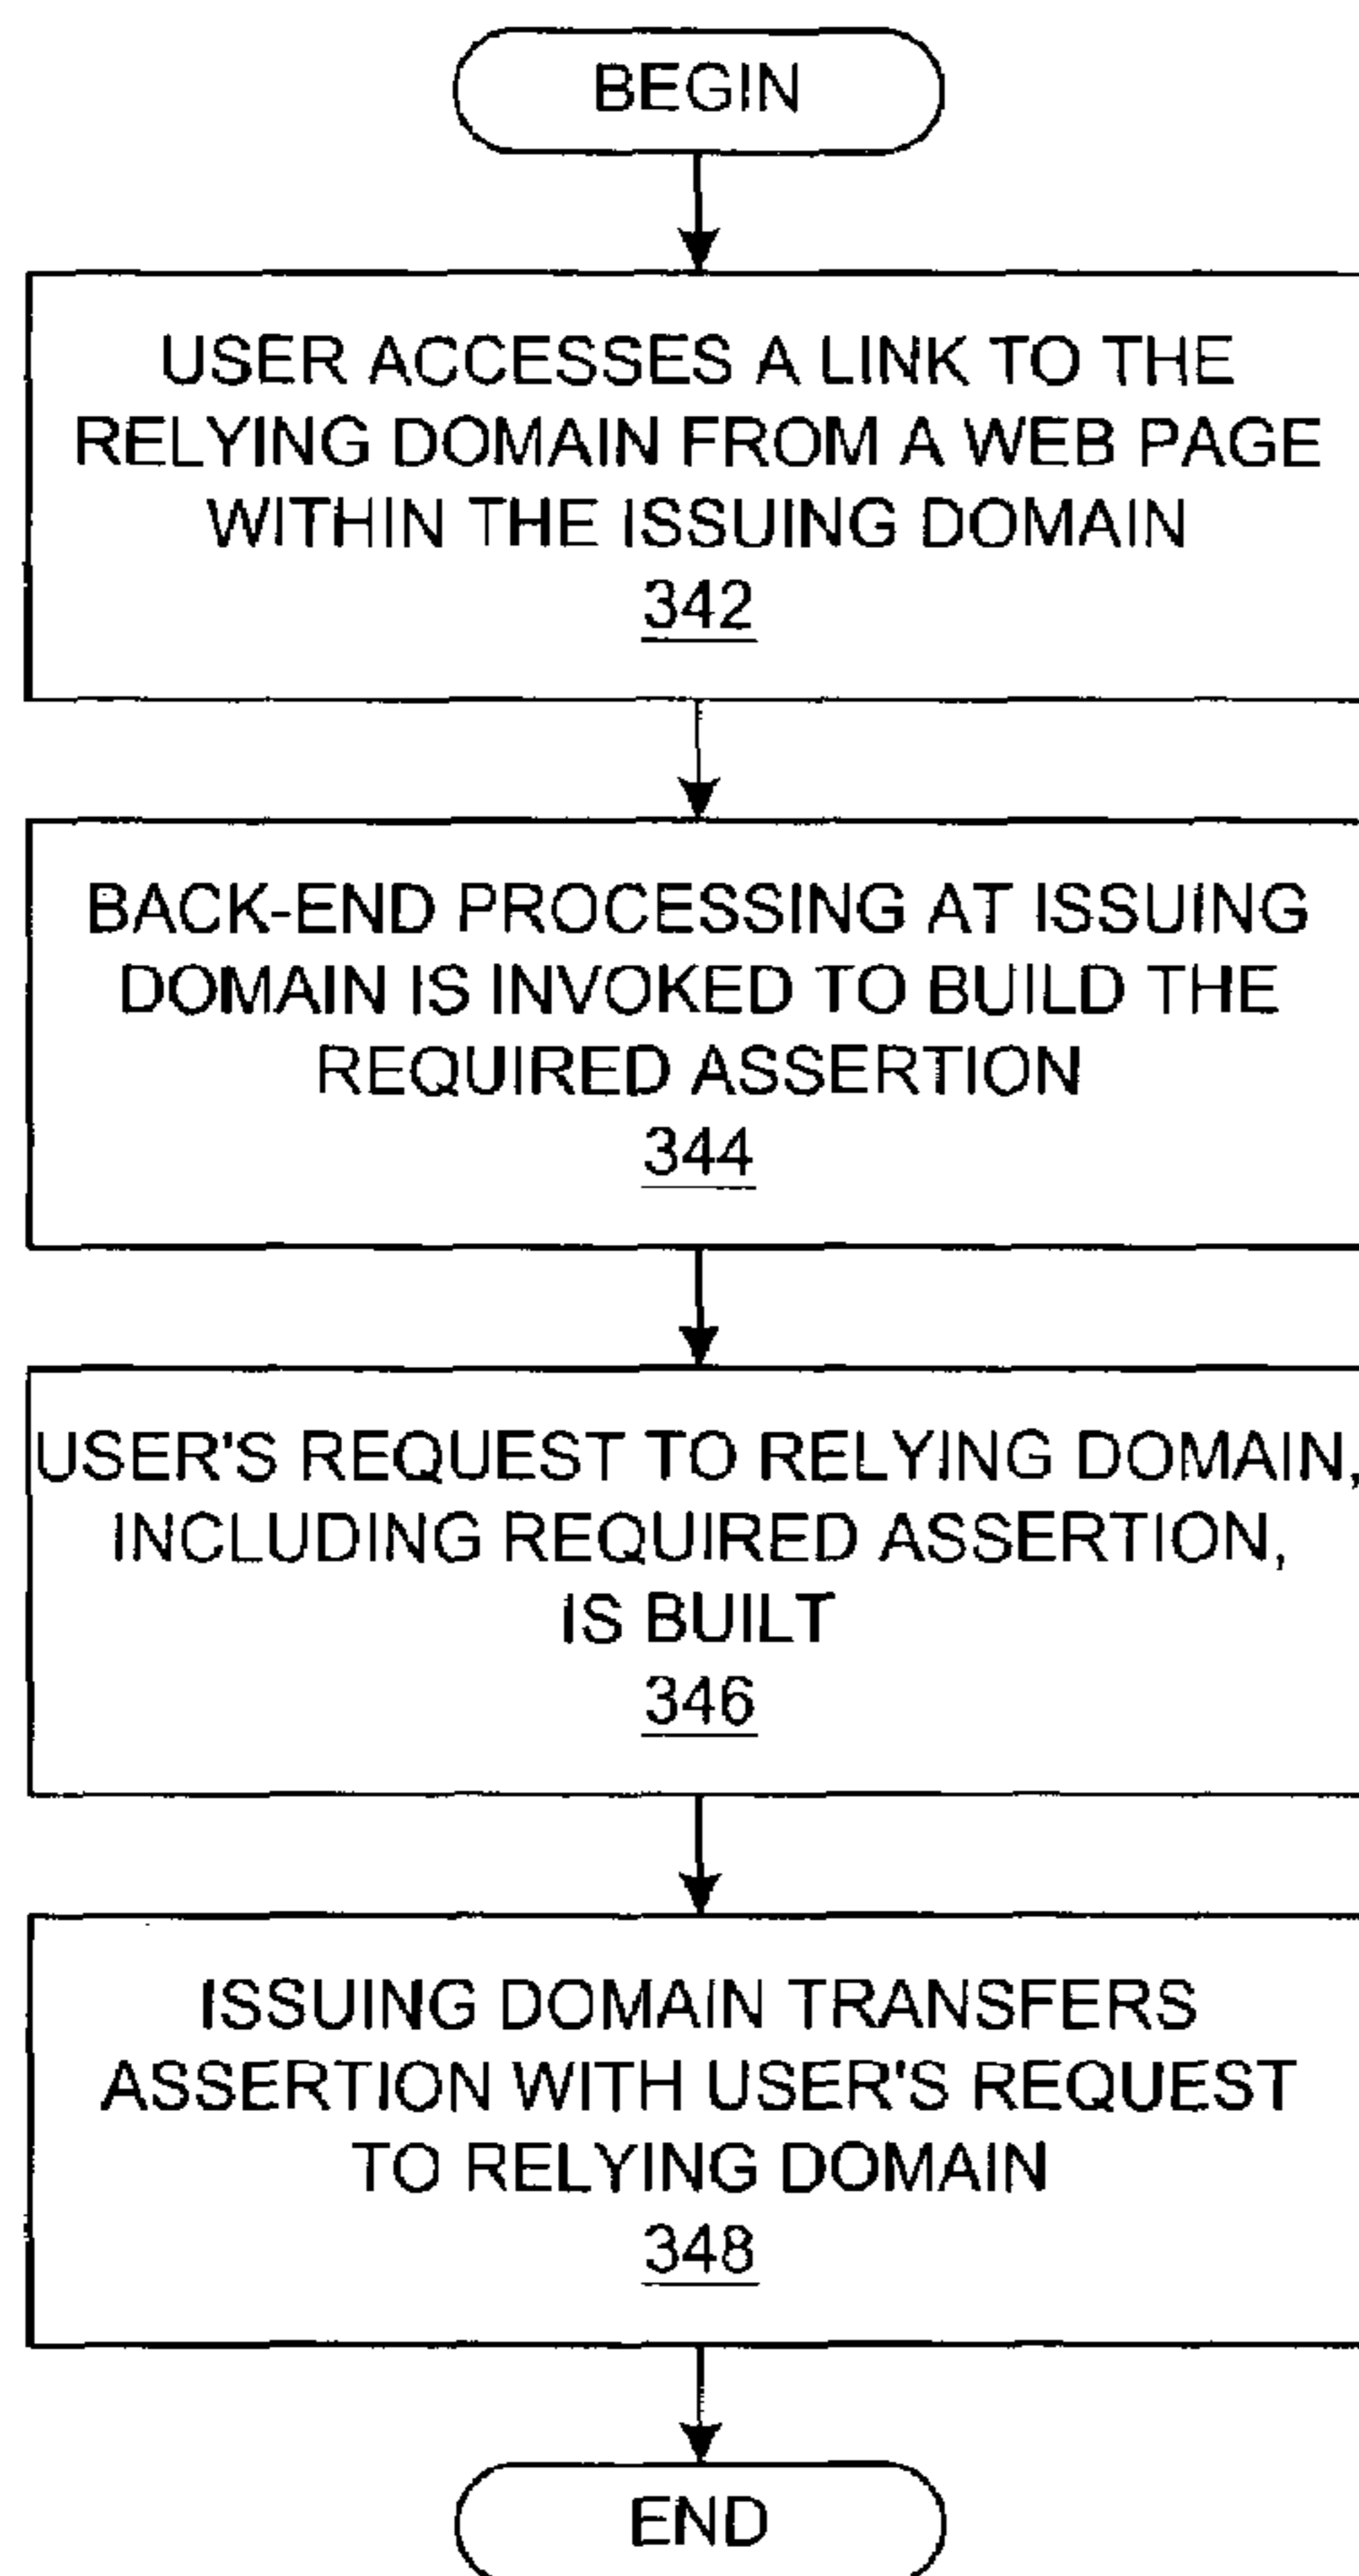 BEGIN
USER ACCESSES A LINK TO THE
RELYING DOMAIN FROM A WEB PAGE
WITHIN THE ISSUING DOMAIN
342
BACK-END PROCESSING AT ISSUING
DOMAIN IS INVOKED TO BUILD THE
REQUIRED ASSERTION
344
USER'S REQUEST TO RELYING DOMAIN,
INCLUDING REQUIRED ASSERTION,
IS BUILT
346
ISSUING DOMAIN TRANSFERS
ASSERTION WITH USER'S REQUEST
TO RELYING DOMAIN
348
END